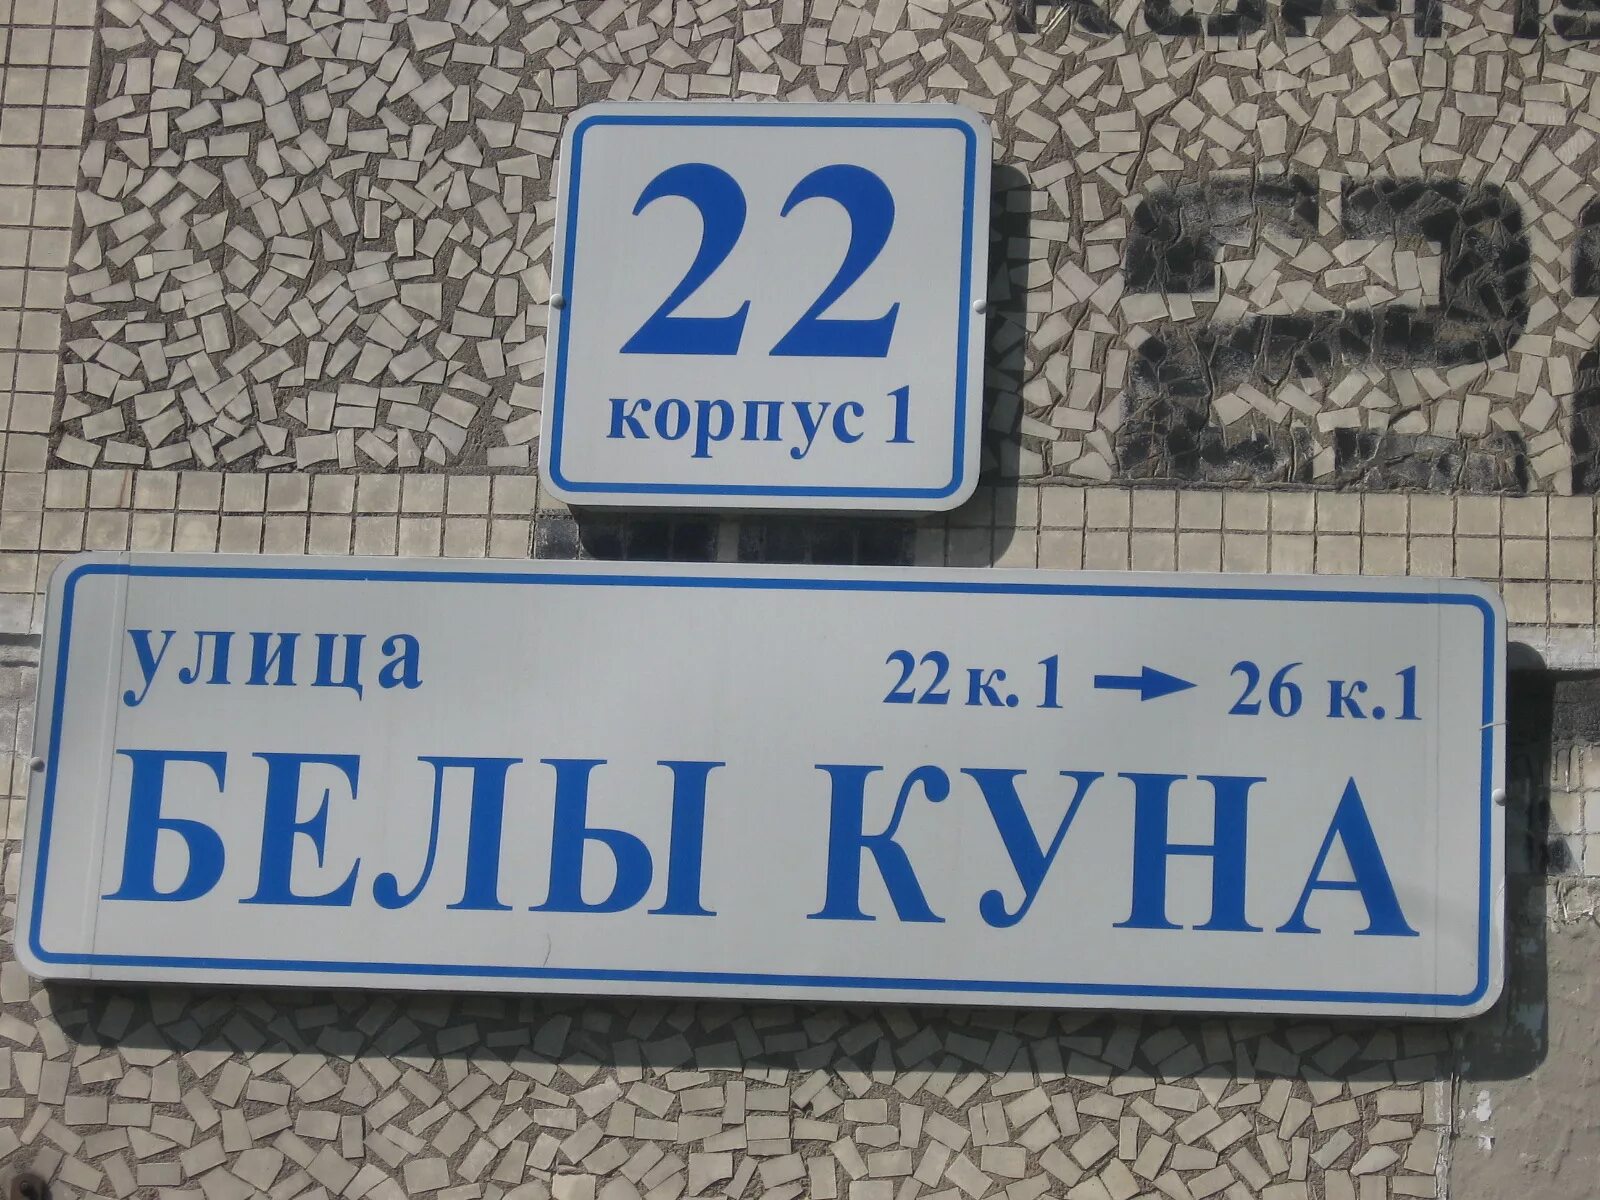 22
корпус 1
улица
22 к. 1 → 26 к. 1
БЕЛЫ КУНА